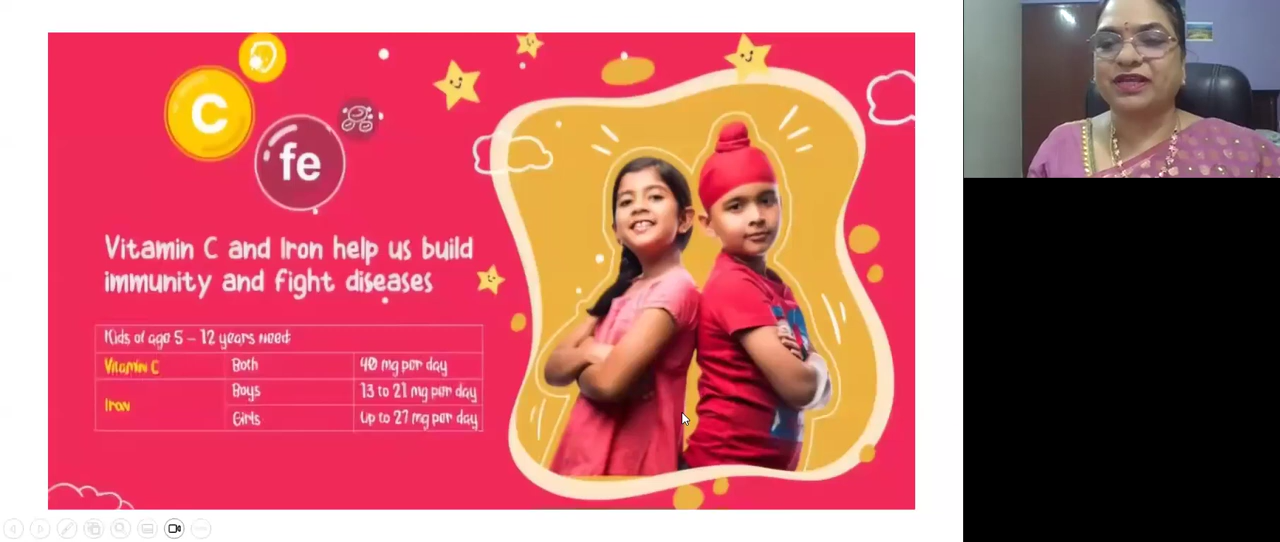 C
fe
Vitamin C and Iron help us build
immunity and fight diseases
Kids of age 5 – 12 years need:
Vitamin C Both 40 mg per day
Iron Boys 13 to 21 mg per day
Girls Up to 27 mg per day